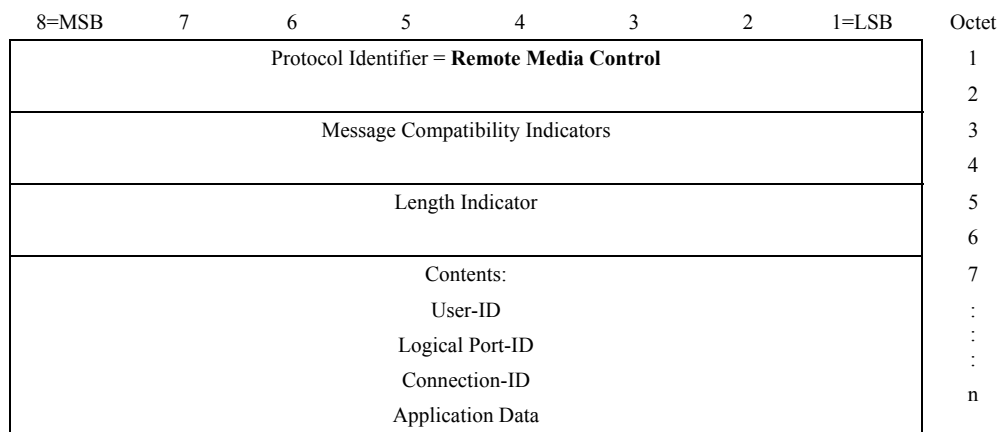 8=MSB 7 6 5 4 3 2 1=LSB Octet
Protocol Identifier = Remote Media Control 1
2
Message Compatibility Indicators 3
4
Length Indicator 5
6
Contents: 7
User-ID :
Logical Port-ID :
:
Connection-ID
n
Application Data